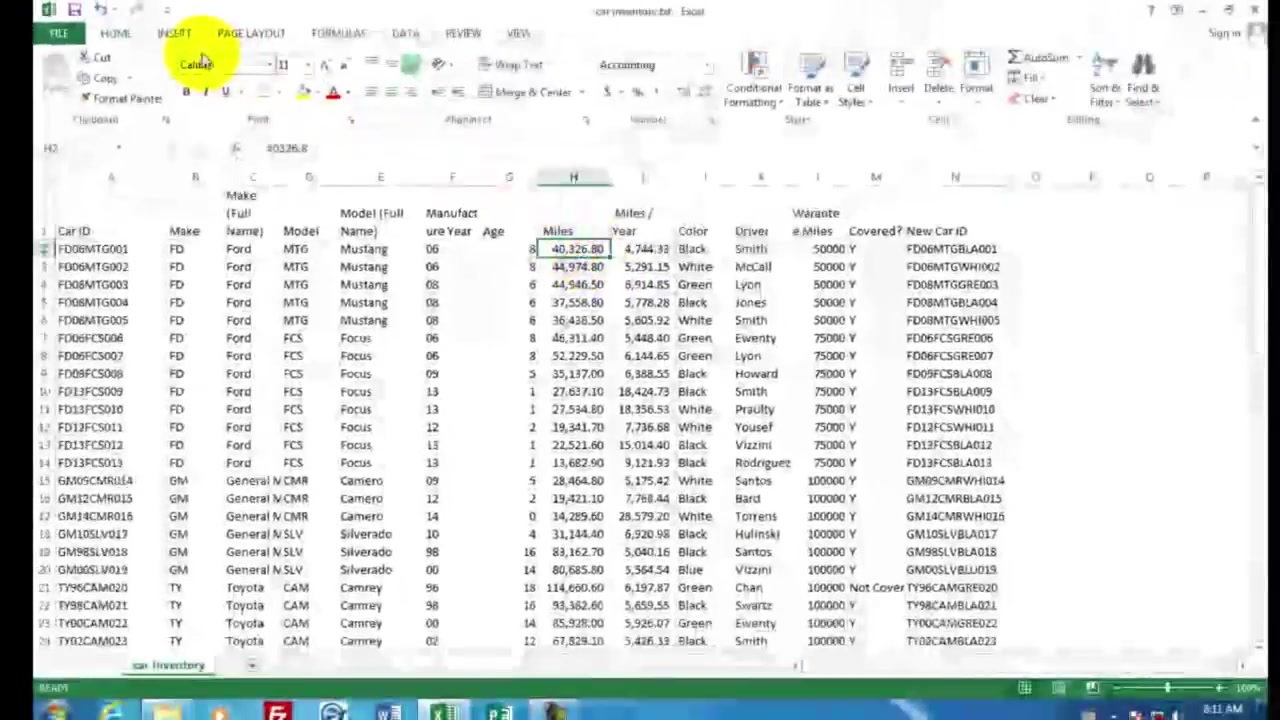 car inventory.txt - Excel
Sign in
FILE HOME INSERT PAGE LAYOUT FORMULAS DATA REVIEW VIEW
Cut
Copy
Format Painter
Clipboard
Calibri 11
B I U A
Font
Wrap Text
Merge & Center
Alignment
Accounting
$ % ,
Number
Conditional Formatting
Format as Table
Cell Styles
Styles
Insert Delete Format
Cells
AutoSum
Fill
Clear
Sort & Filter
Find & Select
Editing
H2 40326.8
A B C D E F G H I J K L M N O P
1 Car ID Make Make (Full Name) Model Model (Full Name) Manufacture Year Age Miles Miles / Year Color Driver Warantee Miles Covered? New Car ID
2 FD06MTG001 FD Ford MTG Mustang 06 8 40,326.80 4,744.33 Black Smith 50000 Y FD06MTGBLA001
3 FD06MTG002 FD Ford MTG Mustang 06 8 44,974.80 5,291.15 White McCall 50000 Y FD06MTGWHI002
4 FD08MTG003 FD Ford MTG Mustang 08 6 44,946.50 6,914.85 Green Lyon 50000 Y FD08MTGGRE003
5 FD08MTG004 FD Ford MTG Mustang 08 6 37,558.80 5,778.28 Black Jones 50000 Y FD08MTGBLA004
6 FD08MTG005 FD Ford MTG Mustang 08 6 36,438.50 5,605.92 White Smith 50000 Y FD08MTGWHI005
7 FD06FCS006 FD Ford FCS Focus 06 8 46,311.40 5,448.40 Green Ewenty 75000 Y FD06FCSGRE006
8 FD06FCS007 FD Ford FCS Focus 06 8 52,229.50 6,144.65 Green Lyon 75000 Y FD06FCSGRE007
9 FD09FCS008 FD Ford FCS Focus 09 5 35,137.00 6,388.55 Black Howard 75000 Y FD09FCSBLA008
10 FD13FCS009 FD Ford FCS Focus 13 1 27,637.10 18,424.73 Black Smith 75000 Y FD13FCSBLA009
11 FD13FCS010 FD Ford FCS Focus 13 1 27,534.80 18,356.53 White Praulty 75000 Y FD13FCSWHI010
12 FD12FCS011 FD Ford FCS Focus 12 2 19,341.70 7,736.68 White Yousef 75000 Y FD12FCSWHI011
13 FD13FCS012 FD Ford FCS Focus 13 1 22,521.60 15,014.40 Black Vizzini 75000 Y FD13FCSBLA012
14 FD13FCS013 FD Ford FCS Focus 13 1 13,682.90 9,121.93 Black Rodriguez 75000 Y FD13FCSBLA013
15 GM09CMR014 GM General M CMR Camero 09 5 28,464.80 5,175.42 White Santos 100000 Y GM09CMRWHI014
16 GM12CMR015 GM General M CMR Camero 12 2 19,421.10 7,768.44 Black Bard 100000 Y GM12CMRBLA015
17 GM14CMR016 GM General M CMR Camero 14 0 14,289.60 28,579.20 White Torrens 100000 Y GM14CMRWHI016
18 GM10SLV017 GM General M SLV Silverado 10 4 31,144.40 6,920.98 Black Hulinski 100000 Y GM10SLVBLA017
19 GM98SLV018 GM General M SLV Silverado 98 16 83,162.70 5,040.16 Black Santos 100000 Y GM98SLVBLA018
20 GM00SLV019 GM General M SLV Silverado 00 14 80,685.80 5,564.54 Blue Vizzini 100000 Y GM00SLVBLU019
21 TY96CAM020 TY Toyota CAM Camrey 96 18 114,660.60 6,197.87 Green Chan 100000 Not Cover TY96CAMGRE020
22 TY98CAM021 TY Toyota CAM Camrey 98 16 93,382.60 5,659.55 Black Swartz 100000 Y TY98CAMBLA021
23 TY00CAM022 TY Toyota CAM Camrey 00 14 85,928.00 5,926.07 Green Ewenty 100000 Y TY00CAMGRE022
24 TY02CAM023 TY Toyota CAM Camrey 02 12 67,829.10 5,426.33 Black Smith 100000 Y TY02CAMBLA023
car inventory
READY 100%
8:11 AM